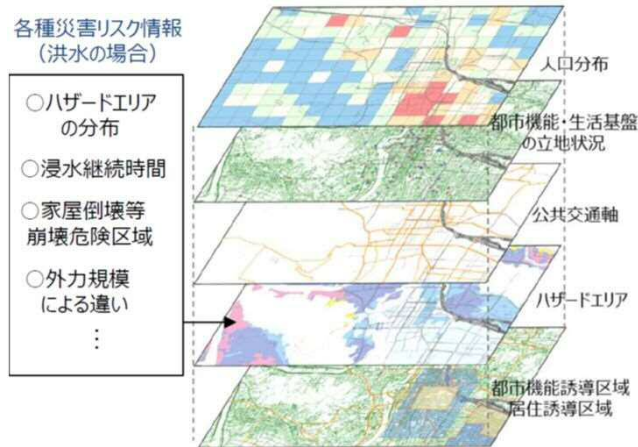 各種災害リスク情報
(洪水の場合)
○ハザードエリア
の分布
○浸水継続時間
○家屋倒壊等
崩壊危険区域
○外力規模
による違い
⋮
人口分布
都市機能・生活基盤
の立地状況
公共交通軸
ハザードエリア
都市機能誘導区域
居住誘導区域